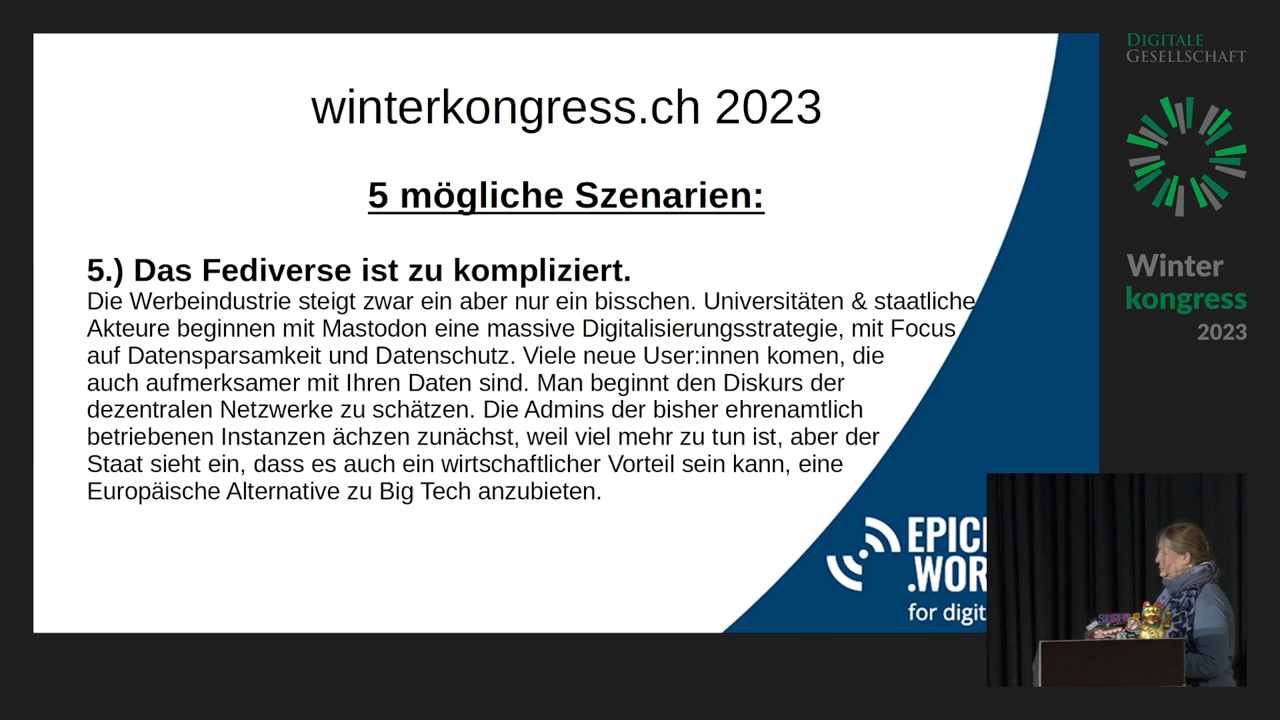 winterkongress.ch 2023
5 mögliche Szenarien:
5.) Das Fediverse ist zu kompliziert.
Die Werbeindustrie steigt zwar ein aber nur ein bisschen. Universitäten & staatliche
Akteure beginnen mit Mastodon eine massive Digitalisierungsstrategie, mit Focus
auf Datensparsamkeit und Datenschutz. Viele neue User:innen komen, die
auch aufmerksamer mit Ihren Daten sind. Man beginnt den Diskurs der
dezentralen Netzwerke zu schätzen. Die Admins der bisher ehrenamtlich
betriebenen Instanzen ächzen zunächst, weil viel mehr zu tun ist, aber der
Staat sieht ein, dass es auch ein wirtschaftlicher Vorteil sein kann, eine
Europäische Alternative zu Big Tech anzubieten.
EPIC
.WOR
for digit
DIGITALE
GESELLSCHAFT
Winter
kongress
2023